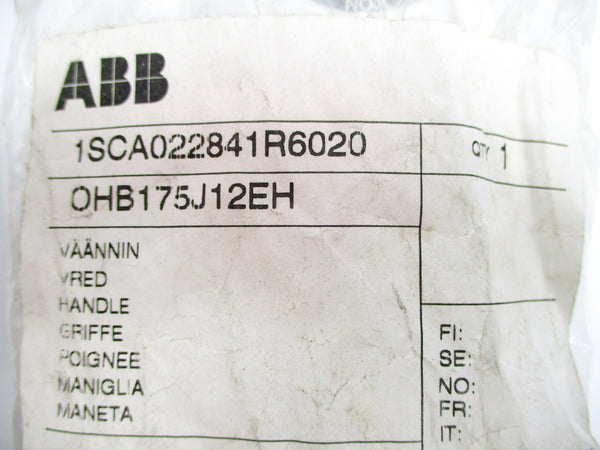 ABB
1SCA022841R6020
QTY 1
OHB175J12EH
VÄÄNNIN
VRED
HANDLE
GRIFFE
POIGNEE
MANIGLIA
MANETA
FI:
SE:
NO:
FR:
IT: